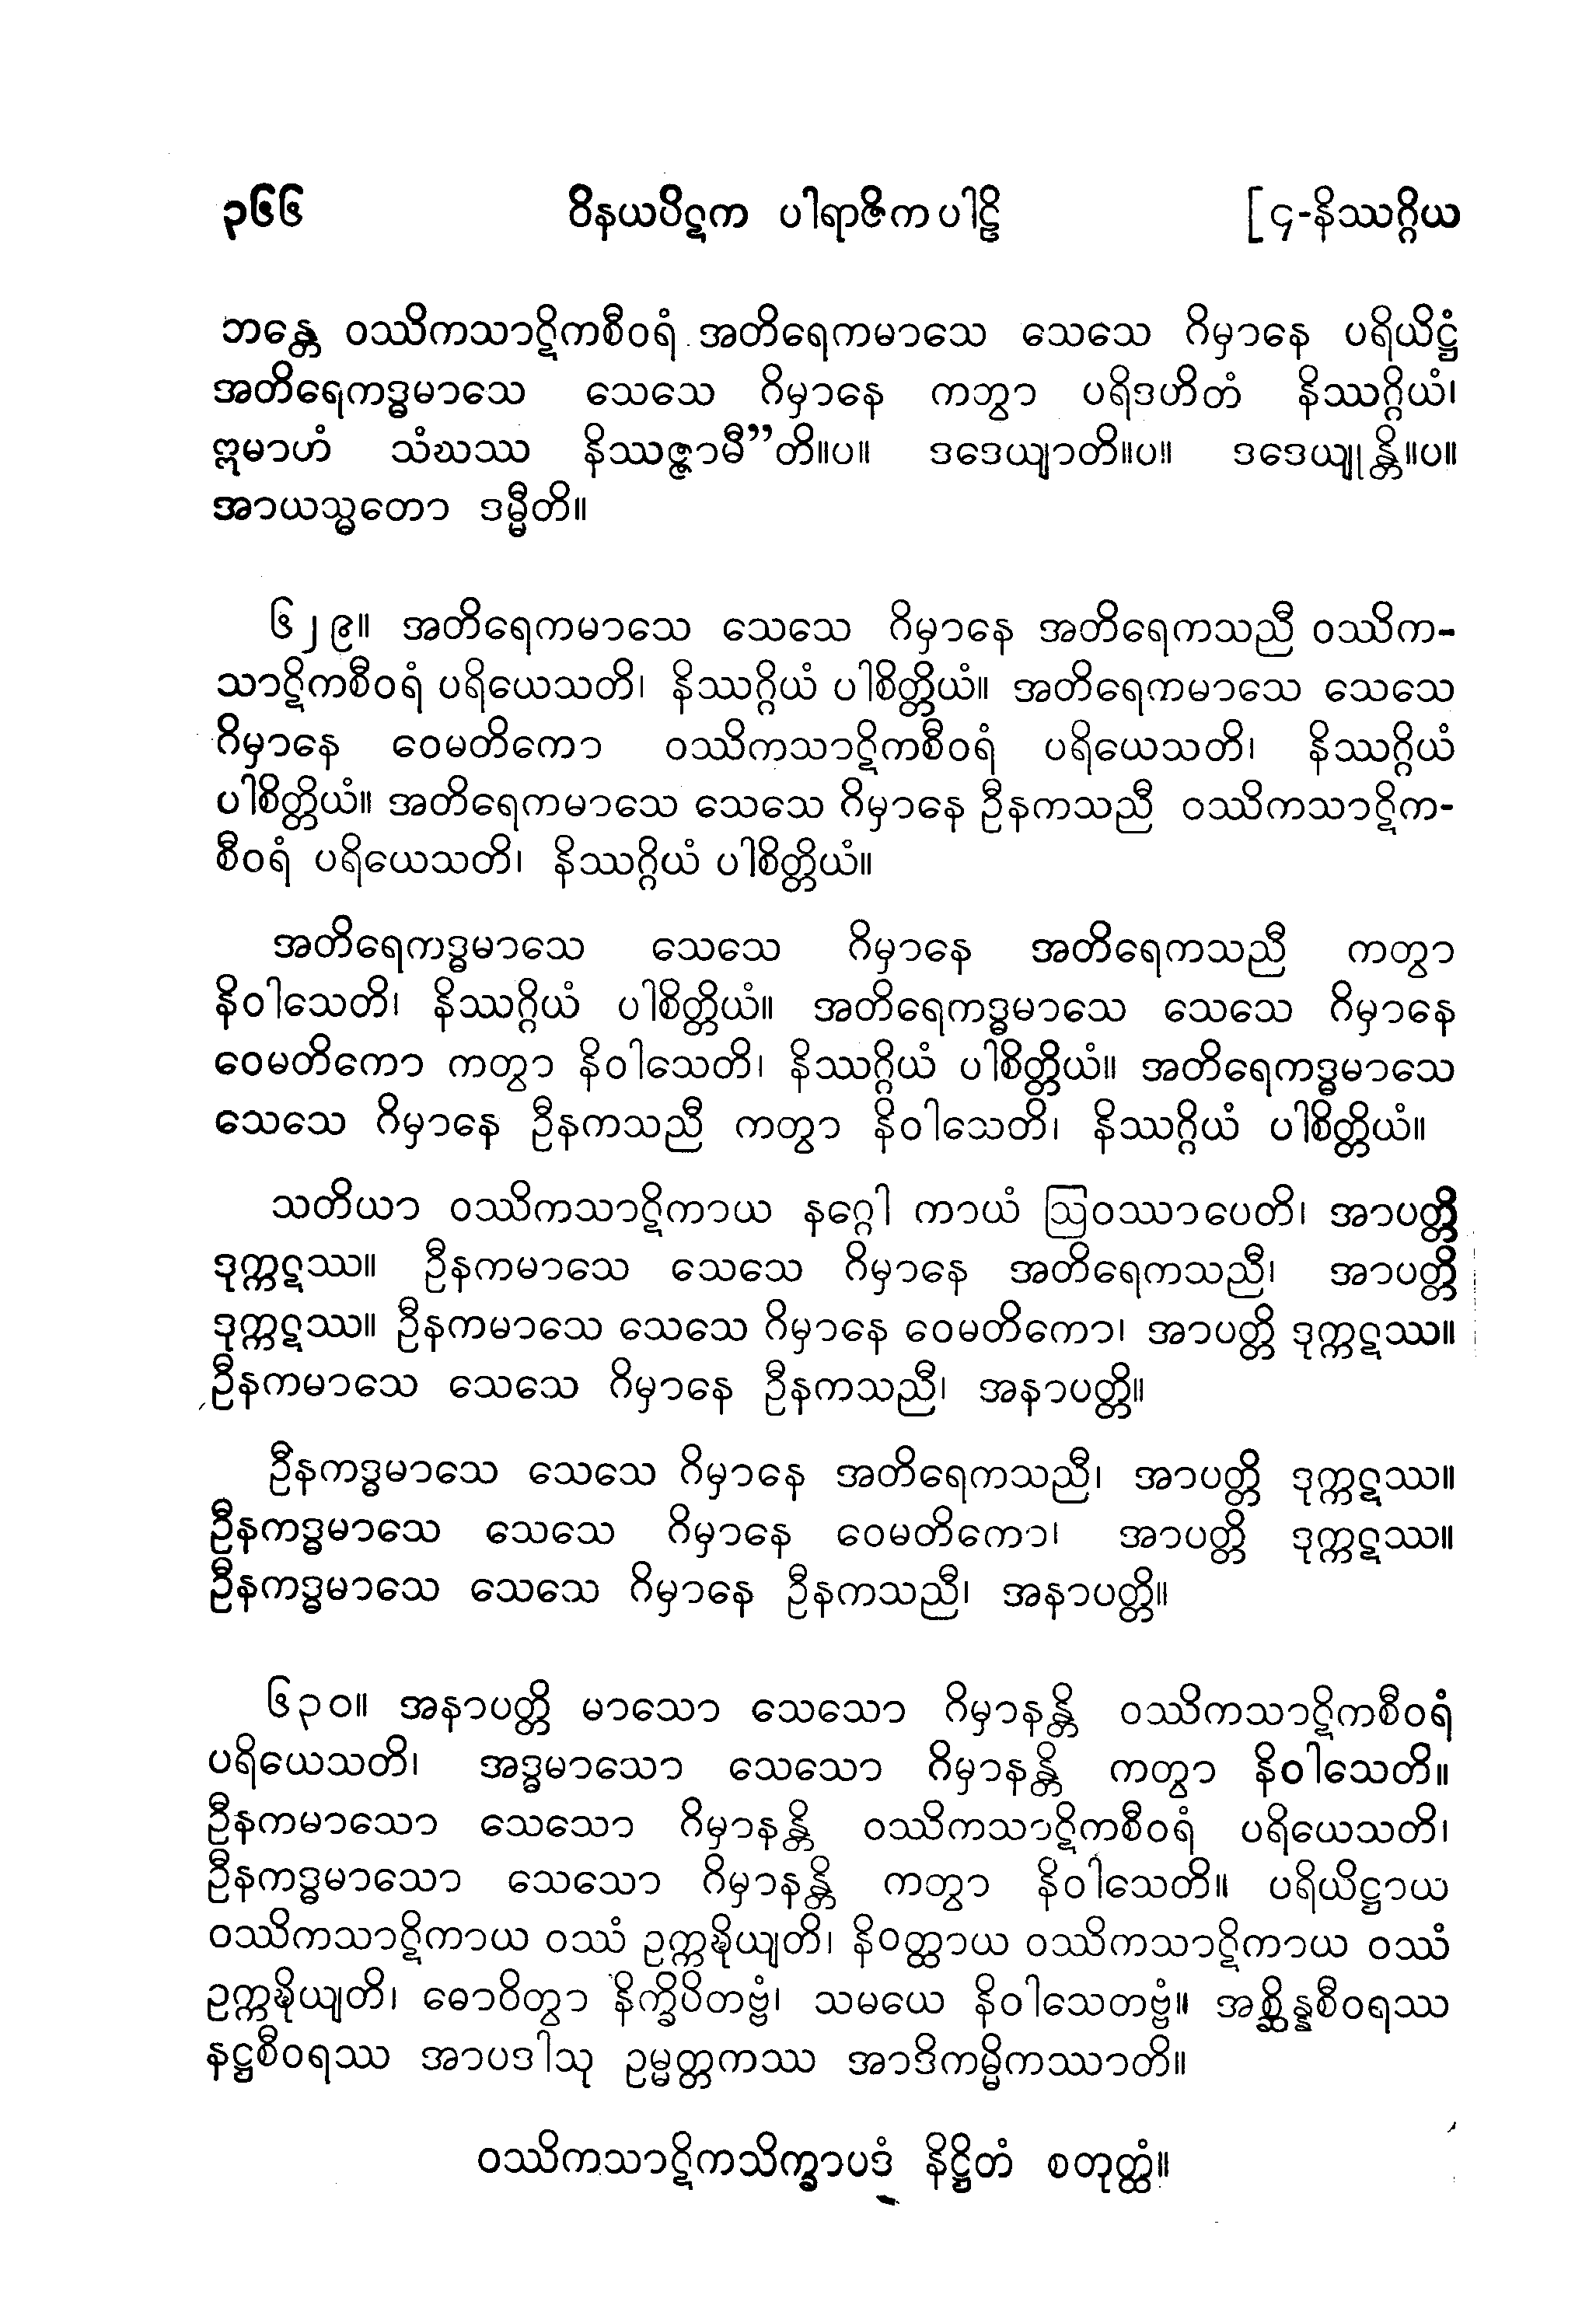 ၃၆၆ ဝိနယပိဋက ပါရာဇိကပါဠိ [၄-နိဿဂ္ဂိယ
ဘန္တေ ဝဿိကသာဋိကစီဝရံ အတိရေကမာသေ သေသေ ဂိမှာနေ ပရိယိဋ္ဌံ
အတိရေကဒ္ဓမာသေ သေသေ ဂိမှာနေ ကတွာ ပရိဒဟိတံ နိဿဂ္ဂိယံ၊
ဣမာဟံ သံဃဿ နိဿဇ္ဇာမီ”တိ။ပ။ ဒဒေယျာတိ။ပ။ ဒဒေယျုန္တိ။ပ။
အာယသ္မတော ဒမ္မီတိ။
၆၂၉။ အတိရေကမာသေ သေသေ ဂိမှာနေ အတိရေကသညီ ဝဿိက-
သာဋိကစီဝရံ ပရိယေသတိ၊ နိဿဂ္ဂိယံ ပါစိတ္တိယံ။ အတိရေကမာသေ သေသေ
ဂိမှာနေ ဝေမတိကော ဝဿိကသာဋိကစီဝရံ ပရိယေသတိ၊ နိဿဂ္ဂိယံ
ပါစိတ္တိယံ။ အတိရေကမာသေ သေသေ ဂိမှာနေ ဦနကသညီ ဝဿိကသာဋိက-
စီဝရံ ပရိယေသတိ၊ နိဿဂ္ဂိယံ ပါစိတ္တိယံ။
အတိရေကဒ္ဓမာသေ သေသေ ဂိမှာနေ အတိရေကသညီ ကတွာ
နိဝါသေတိ၊ နိဿဂ္ဂိယံ ပါစိတ္တိယံ။ အတိရေကဒ္ဓမာသေ သေသေ ဂိမှာနေ
ဝေမတိကော ကတွာ နိဝါသေတိ၊ နိဿဂ္ဂိယံ ပါစိတ္တိယံ။ အတိရေကဒ္ဓမာသေ
သေသေ ဂိမှာနေ ဦနကသညီ ကတွာ နိဝါသေတိ၊ နိဿဂ္ဂိယံ ပါစိတ္တိယံ။
သတိယာ ဝဿိကသာဋိကာယ နဂ္ဂေါ ကာယံ ဩဝဿာပေတိ၊ အာပတ္တိ
ဒုက္ကဋဿ။ ဦနကမာသေ သေသေ ဂိမှာနေ အတိရေကသညီ၊ အာပတ္တိ
ဒုက္ကဋဿ။ ဦနကမာသေ သေသေ ဂိမှာနေ ဝေမတိကော၊ အာပတ္တိ ဒုက္ကဋဿ။
ဦနကမာသေ သေသေ ဂိမှာနေ ဦနကသညီ၊ အနာပတ္တိ။
ဦနကဒ္ဓမာသေ သေသေ ဂိမှာနေ အတိရေကသညီ၊ အာပတ္တိ ဒုက္ကဋဿ။
ဦနကဒ္ဓမာသေ သေသေ ဂိမှာနေ ဝေမတိကော၊ အာပတ္တိ ဒုက္ကဋဿ။
ဦနကဒ္ဓမာသေ သေသေ ဂိမှာနေ ဦနကသညီ၊ အနာပတ္တိ။
၆၃၀။ အနာပတ္တိ မာသော သေသော ဂိမှာနန္တိ ဝဿိကသာဋိကစီဝရံ
ပရိယေသတိ၊ အဒ္ဓမာသော သေသော ဂိမှာနန္တိ ကတွာ နိဝါသေတိ။
ဦနကမာသော သေသော ဂိမှာနန္တိ ဝဿိကသာဋိကစီဝရံ ပရိယေသတိ၊
ဦနကဒ္ဓမာသော သေသော ဂိမှာနန္တိ ကတွာ နိဝါသေတိ။ ပရိယိဋ္ဌာယ
ဝဿိကသာဋိကာယ ဝဿံ ဥက္ကဍ္ဎိယျတိ၊ နိဝတ္ထာယ ဝဿိကသာဋိကာယ ဝဿံ
ဥက္ကဍ္ဎိယျတိ၊ ဓောဝိတွာ နိက္ခိပိတဗ္ဗံ၊ သမယေ နိဝါသေတဗ္ဗံ။ အစ္ဆိန္နစီဝရဿ
နဋ္ဌစီဝရဿ အာပဒါသု ဥမ္မတ္တကဿ အာဒိကမ္မိကဿာတိ။
ဝဿိကသာဋိကသိက္ခာပဒံ နိဋ္ဌိတံ စတုတ္ထံ။